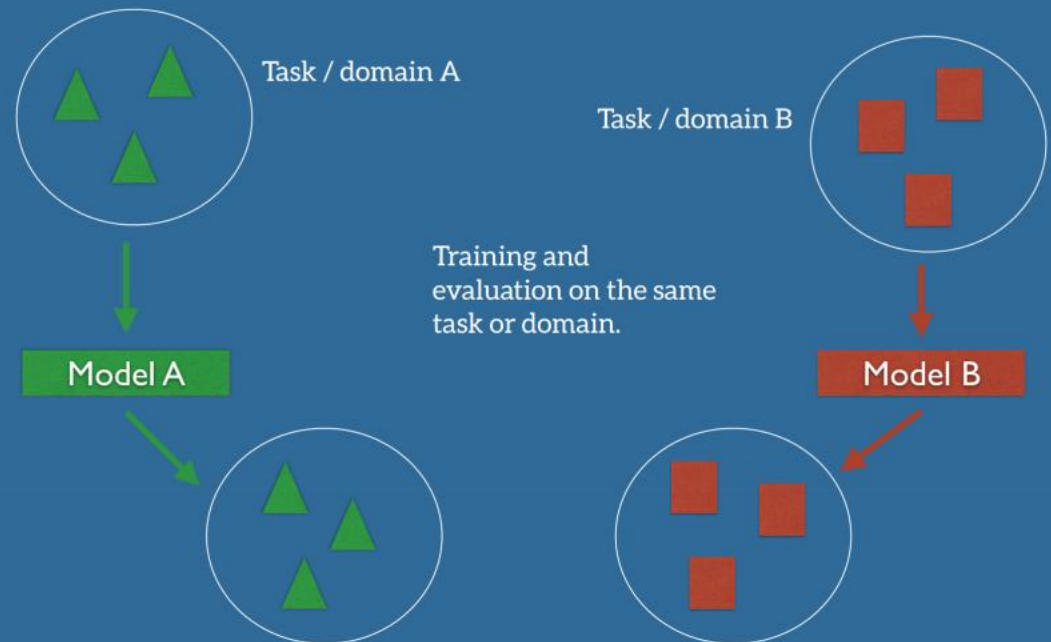 Task / domain A
Task / domain B
Training and
evaluation on the same
task or domain.
Model A
Model B